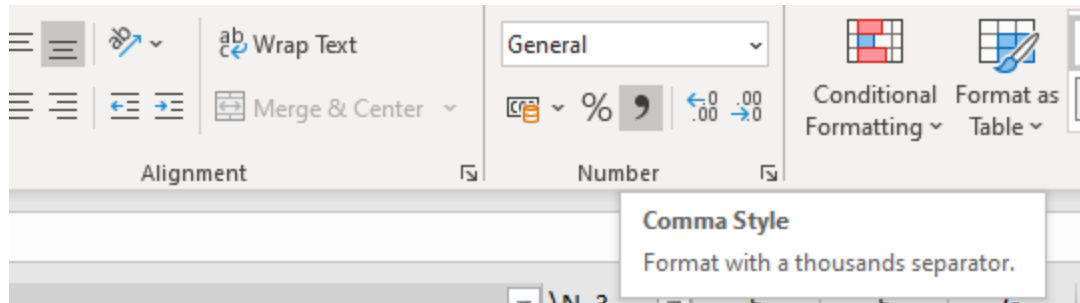 Wrap Text
General
Merge & Center
%
Conditional Formatting
Format as Table
Alignment
Number
Comma Style
Format with a thousands separator.